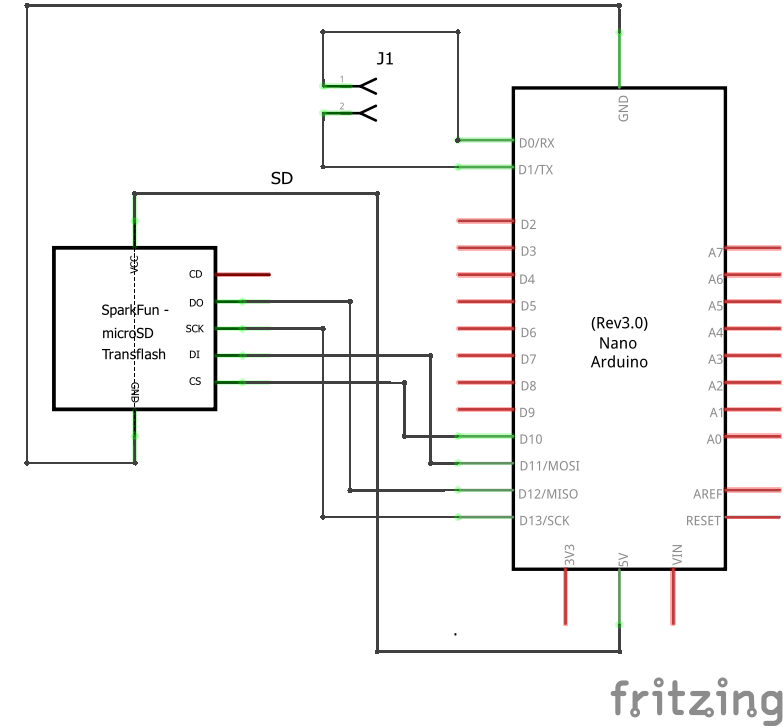 J1
1
2
GND
D0/RX
D1/TX
SD
VCC
CD
DO
SCK
DI
CS
SparkFun -
microSD
Transflash
GND
D2
D3
D4
D5
D6
D7
D8
D9
D10
D11/MOSI
D12/MISO
D13/SCK
(Rev3.0)
Nano
Arduino
A7
A6
A5
A4
A3
A2
A1
A0
AREF
RESET
3V3
5V
VIN
fritzing